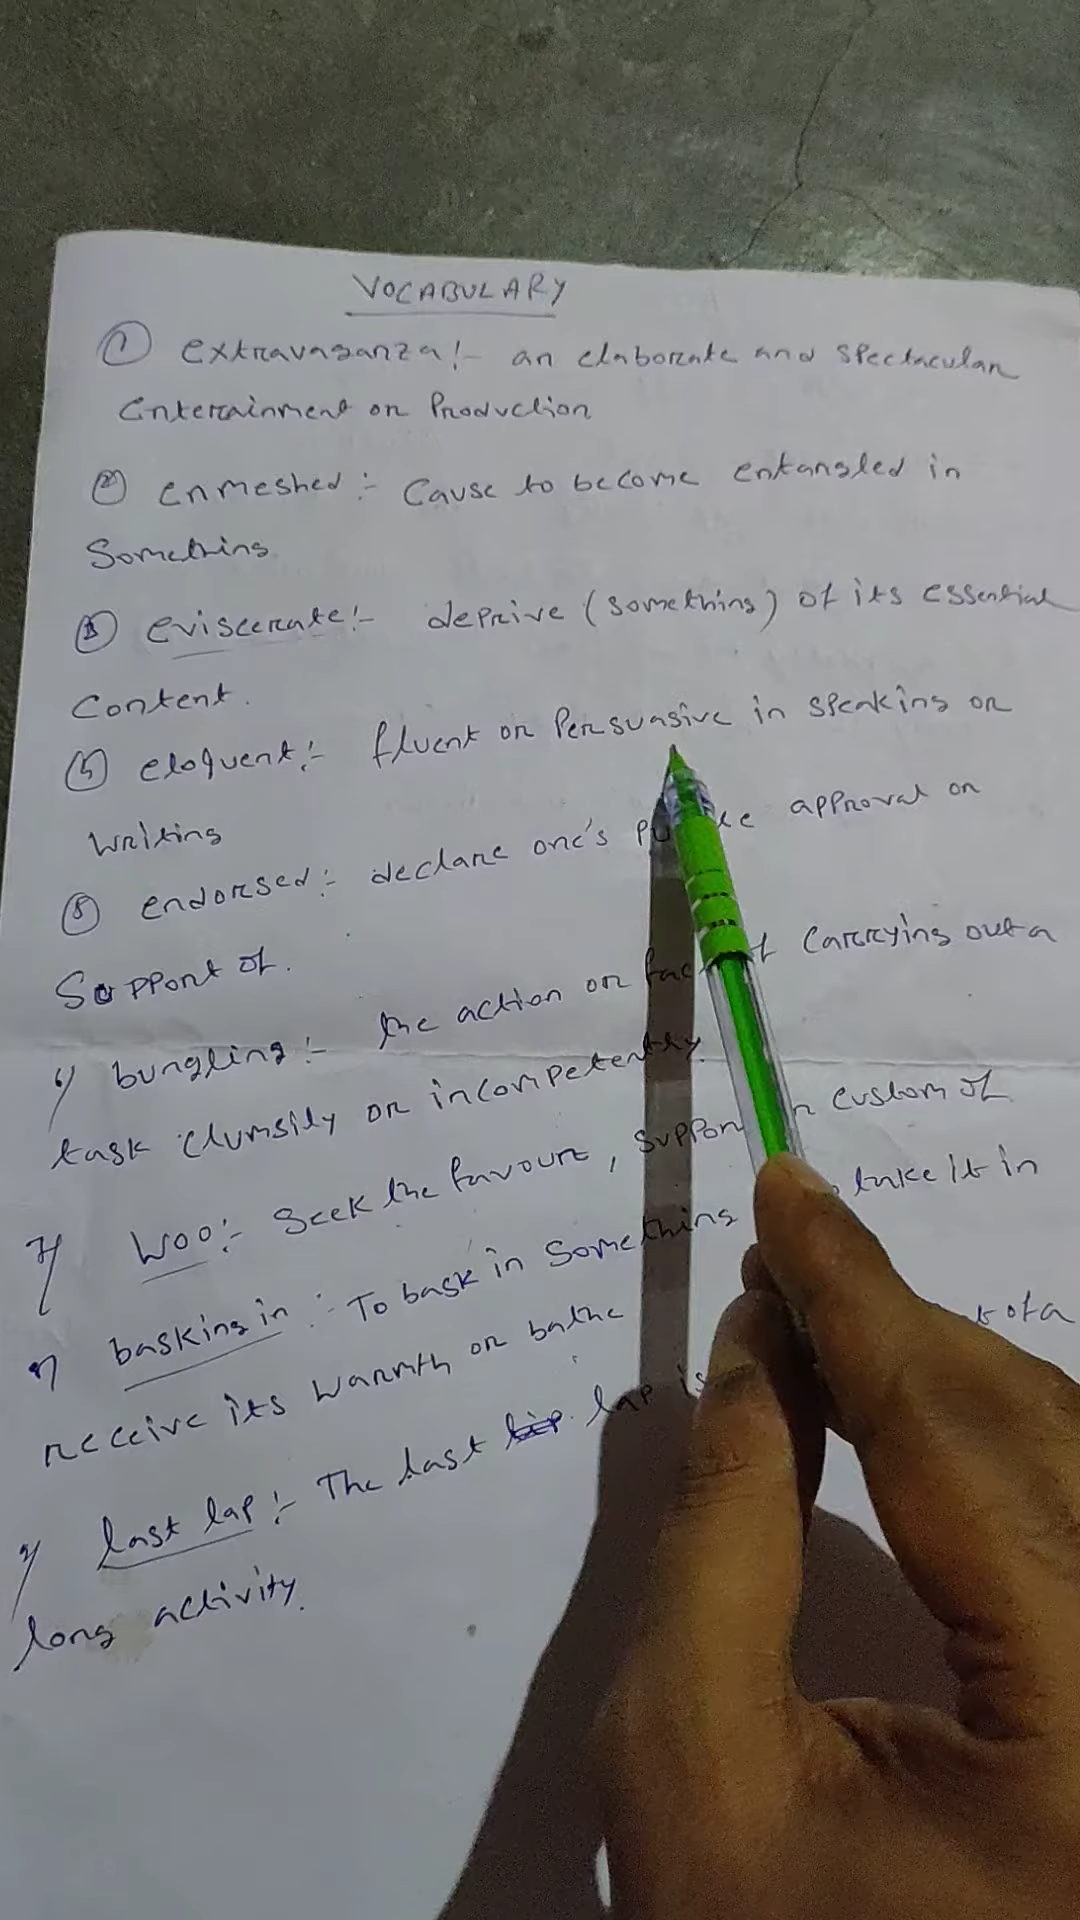 VOCABULARY
① extravaganza:- an elaborate and spectacular
entertainment or production
② enmeshed:- cause to become entangled in
Something
③ eviscerate:- deprive (something) of its essential
Content.
eloquent:- fluent or Persuasive in speaking or
writing
⑤ endorsed:- declare one's approval or
Support of.
6) bungling:- the action or carrying out a
task clumsily or incompetently.
7) Woo:- Seek the favour, support custom of
basking in:- To bask in something take it in
receive its warmth or bathe
last lap:- The last lap is of a
long activity.